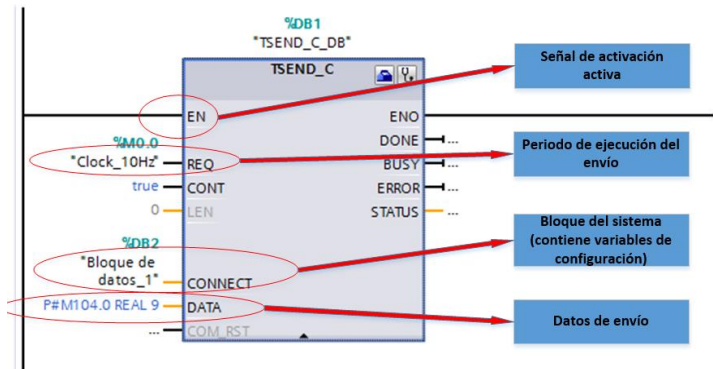 %DB1
"TSEND_C_DB"
TSEND_C
EN
ENO
%M0.0
"Clock_10Hz"
REQ
DONE
...
true
CONT
BUSY
...
0
LEN
ERROR
...
STATUS
...
%DB2
"Bloque de
datos_1"
CONNECT
P#M104.0 REAL 9
DATA
...
COM_RST
Señal de activación
activa
Periodo de ejecución del
envío
Bloque del sistema
(contiene variables de
configuración)
Datos de envío